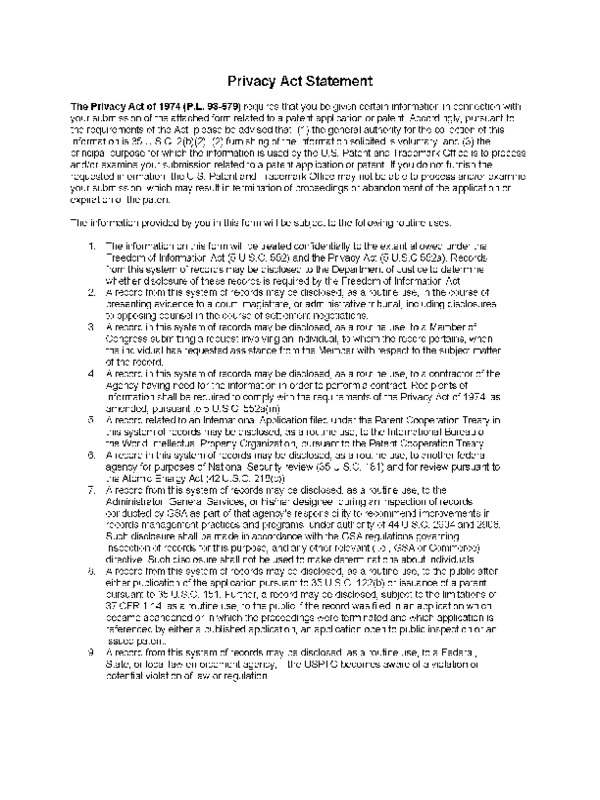 Privacy Act Statement
The Privacy Act of 1974 (P.L. 93-579) requires that you be given certain information in connection with
your submission of the attached form related to a patent application or patent. Accordingly, pursuant to
the requirements of the Act, please be advised that: (1) the general authority for the collection of this
information is 35 U.S.C. 2(b)(2); (2) furnishing of the information solicited is voluntary; and (3) the
principal purpose for which the information is used by the U.S. Patent and Trademark Office is to process
and/or examine your submission related to a patent application or patent. If you do not furnish the
requested information, the U.S. Patent and Trademark Office may not be able to process and/or examine
your submission, which may result in termination of proceedings or abandonment of the application or
expiration of the patent.
The information provided by you in this form will be subject to the following routine uses:
1. The information on this form will be treated confidentially to the extent allowed under the
Freedom of Information Act (5 U.S.C. 552) and the Privacy Act (5 U.S.C 552a). Records
from this system of records may be disclosed to the Department of Justice to determine
whether disclosure of these records is required by the Freedom of Information Act.
2. A record from this system of records may be disclosed, as a routine use, in the course of
presenting evidence to a court, magistrate, or administrative tribunal, including disclosures
to opposing counsel in the course of settlement negotiations.
3. A record in this system of records may be disclosed, as a routine use, to a Member of
Congress submitting a request involving an individual, to whom the record pertains, when
the individual has requested assistance from the Member with respect to the subject matter
of the record.
4. A record in this system of records may be disclosed, as a routine use, to a contractor of the
Agency having need for the information in order to perform a contract. Recipients of
information shall be required to comply with the requirements of the Privacy Act of 1974, as
amended, pursuant to 5 U.S.C. 552a(m).
5. A record related to an International Application filed under the Patent Cooperation Treaty in
this system of records may be disclosed, as a routine use, to the International Bureau of
the World Intellectual Property Organization, pursuant to the Patent Cooperation Treaty.
6. A record in this system of records may be disclosed, as a routine use, to another federal
agency for purposes of National Security review (35 U.S.C. 181) and for review pursuant to
the Atomic Energy Act (42 U.S.C. 218(c)).
7. A record from this system of records may be disclosed, as a routine use, to the
Administrator, General Services, or his/her designee, during an inspection of records
conducted by GSA as part of that agency's responsibility to recommend improvements in
records management practices and programs, under authority of 44 U.S.C. 2904 and 2906.
Such disclosure shall be made in accordance with the GSA regulations governing
inspection of records for this purpose, and any other relevant (i.e., GSA or Commerce)
directive. Such disclosure shall not be used to make determinations about individuals.
8. A record from this system of records may be disclosed, as a routine use, to the public after
either publication of the application pursuant to 35 U.S.C. 122(b) or issuance of a patent
pursuant to 35 U.S.C. 151. Further, a record may be disclosed, subject to the limitations of
37 CFR 1.14, as a routine use, to the public if the record was filed in an application which
became abandoned or in which the proceedings were terminated and which application is
referenced by either a published application, an application open to public inspection or an
issued patent.
9. A record from this system of records may be disclosed, as a routine use, to a Federal,
State, or local law enforcement agency, if the USPTO becomes aware of a violation or
potential violation of law or regulation.